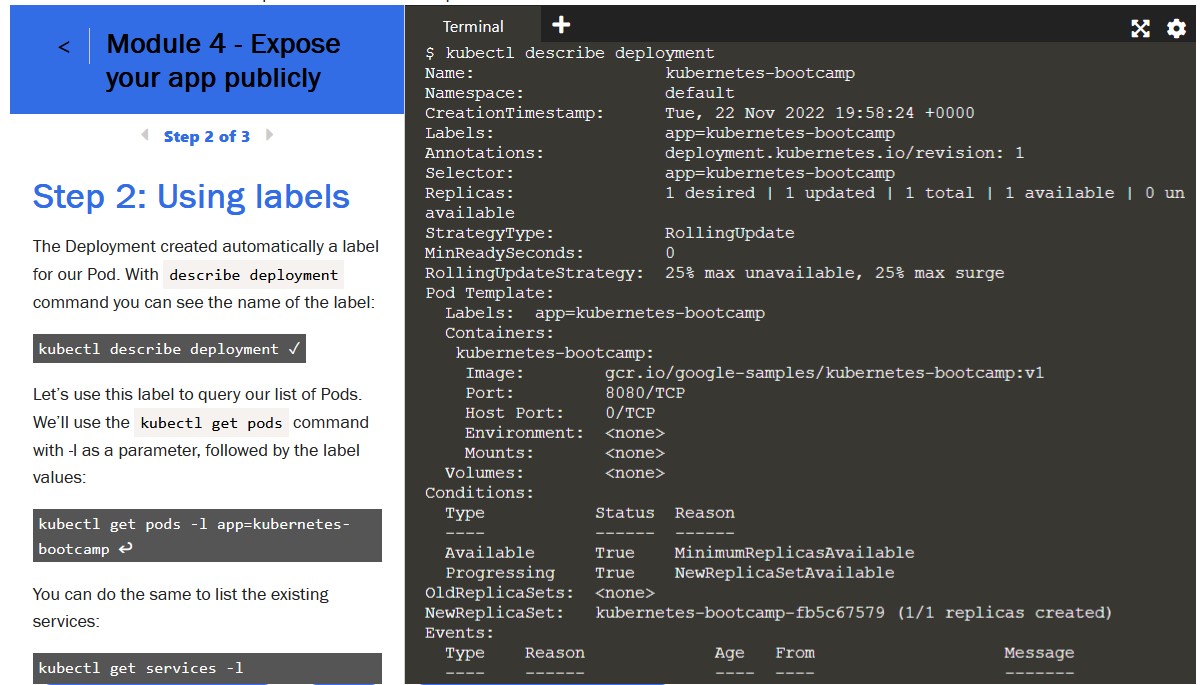 <
Module 4 - Expose
your app publicly
Step 2 of 3
Step 2: Using labels
The Deployment created automatically a label
for our Pod. With describe deployment
command you can see the name of the label:
kubectl describe deployment ✓
Let's use this label to query our list of Pods.
We'll use the kubectl get pods command
with -l as a parameter, followed by the label
values:
kubectl get pods -l app=kubernetes-
bootcamp ↩
You can do the same to list the existing
services:
kubectl get services -l
Terminal +
$ kubectl describe deployment
Name: kubernetes-bootcamp
Namespace: default
CreationTimestamp: Tue, 22 Nov 2022 19:58:24 +0000
Labels: app=kubernetes-bootcamp
Annotations: deployment.kubernetes.io/revision: 1
Selector: app=kubernetes-bootcamp
Replicas: 1 desired | 1 updated | 1 total | 1 available | 0 un
available
StrategyType: RollingUpdate
MinReadySeconds: 0
RollingUpdateStrategy: 25% max unavailable, 25% max surge
Pod Template:
Labels: app=kubernetes-bootcamp
Containers:
kubernetes-bootcamp:
Image: gcr.io/google-samples/kubernetes-bootcamp:v1
Port: 8080/TCP
Host Port: 0/TCP
Environment: <none>
Mounts: <none>
Volumes: <none>
Conditions:
Type Status Reason
---- ------ ------
Available True MinimumReplicasAvailable
Progressing True NewReplicaSetAvailable
OldReplicaSets: <none>
NewReplicaSet: kubernetes-bootcamp-fb5c67579 (1/1 replicas created)
Events:
Type Reason Age From Message
---- ------ ---- ---- -------